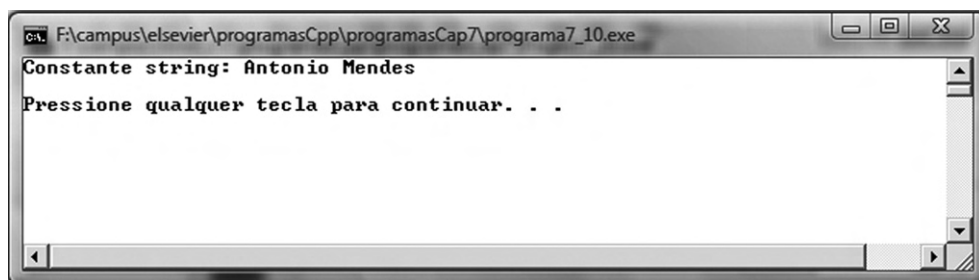 F:\campus\elsevier\programasCpp\programasCap7\programa7_10.exe
Constante string: Antonio Mendes
Pressione qualquer tecla para continuar. . .